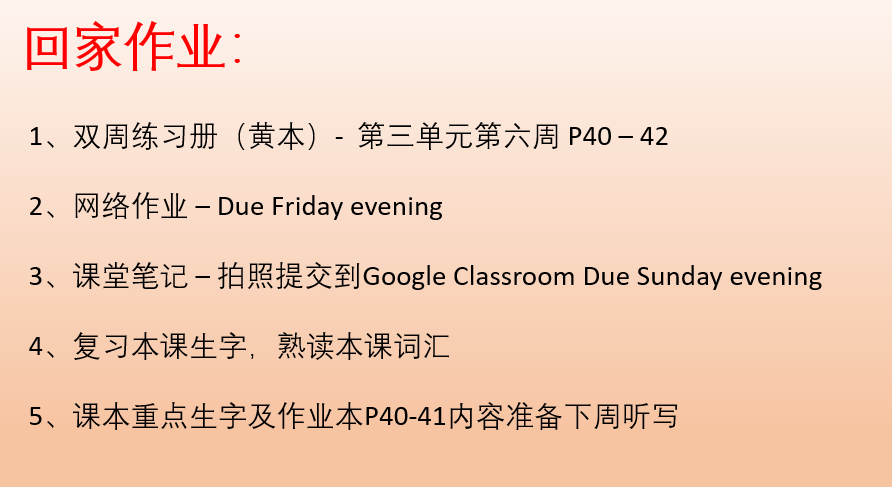 回家作业：
1、双周练习册（黄本）- 第三单元第六周 P40 – 42
2、网络作业 – Due Friday evening
3、课堂笔记 – 拍照提交到Google Classroom Due Sunday evening
4、复习本课生字，熟读本课词汇
5、课本重点生字及作业本P40-41内容准备下周听写